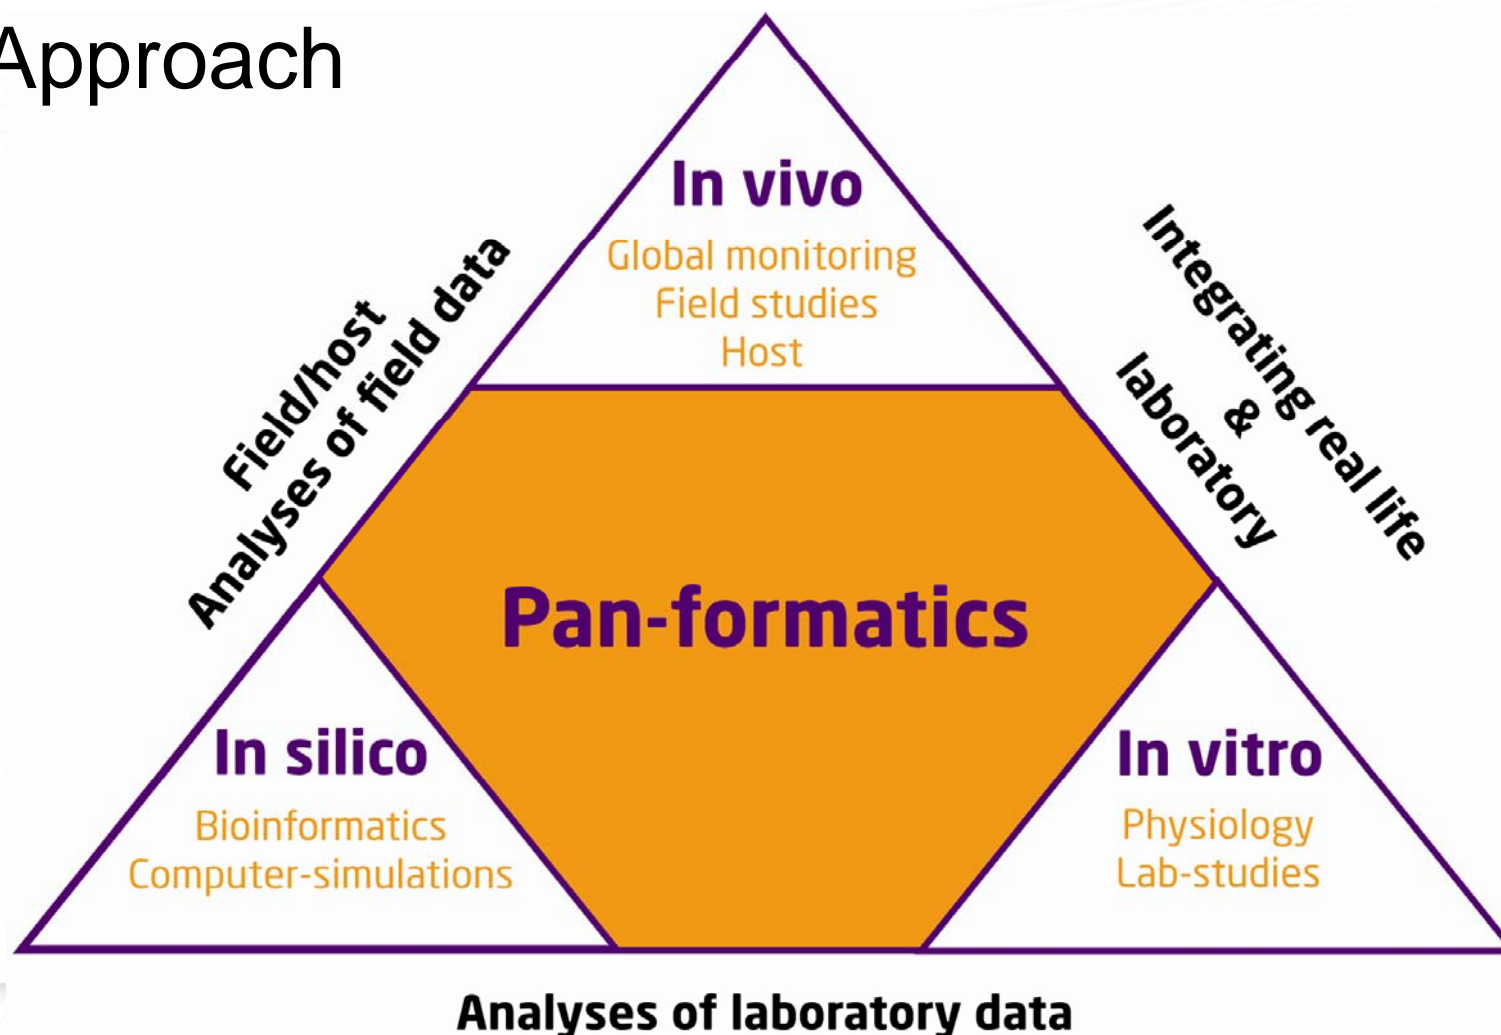 Approach
In vivo
Global monitoring
Field studies
Host
Field/host
Analyses of field data
Integrating real life
&
laboratory
Pan-formatics
In silico
Bioinformatics
Computer-simulations
In vitro
Physiology
Lab-studies
Analyses of laboratory data